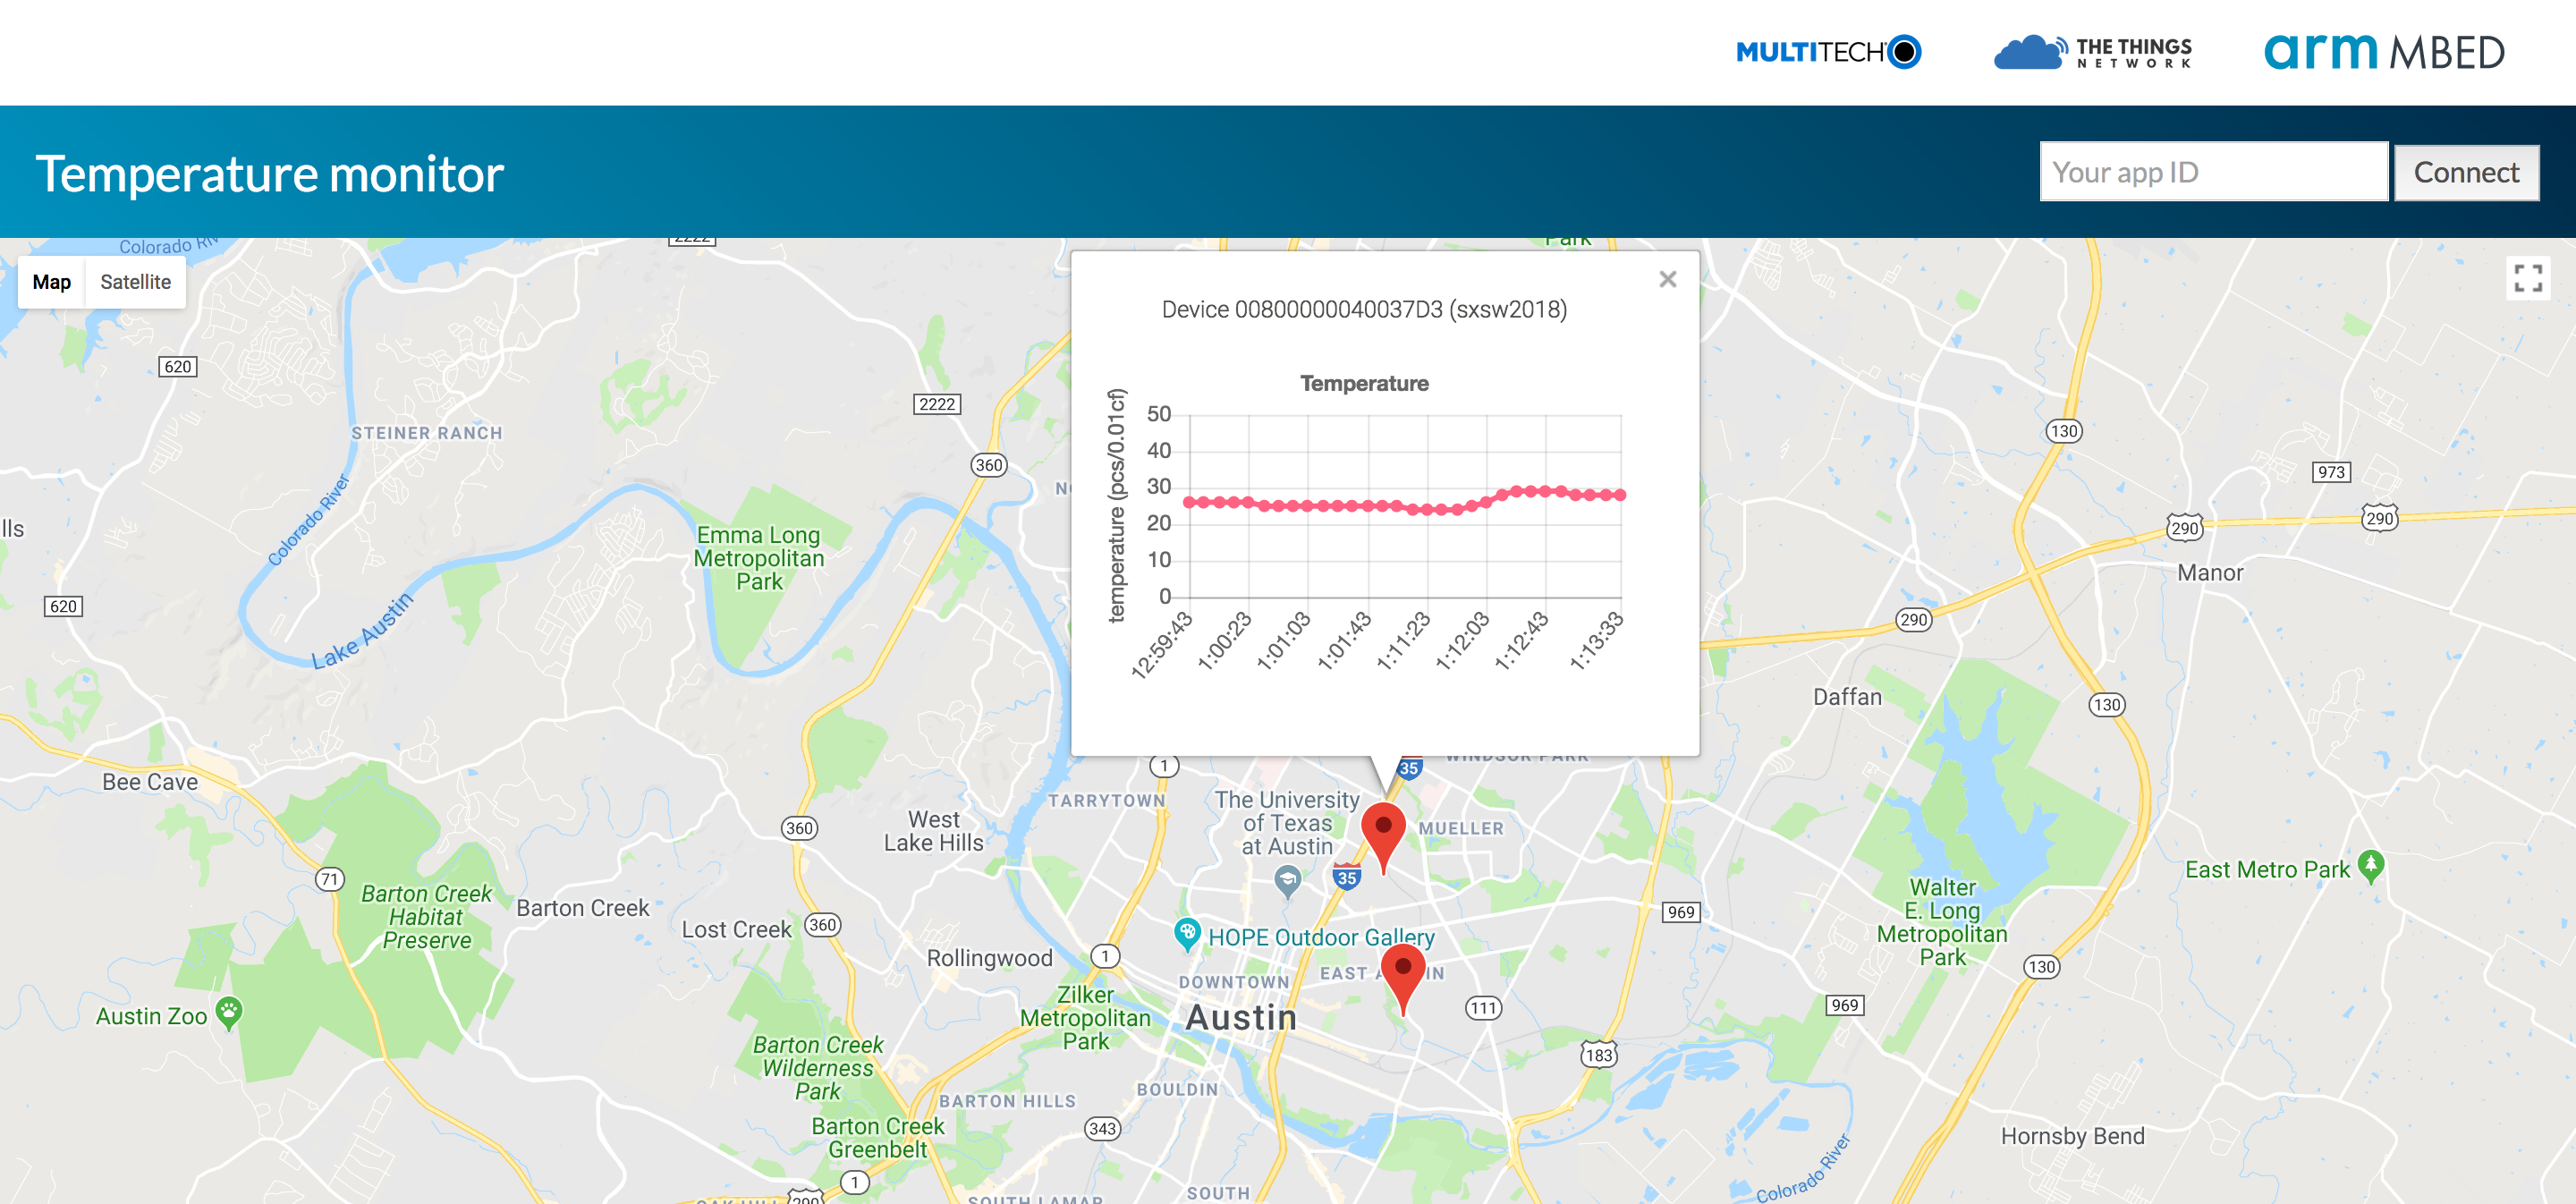 MULTITECH
THE THINGS
NETWORK
arm MBED
Temperature monitor
Your app ID
Connect
Map
Satellite
Colorado
2222
Park
Device 00800000040037D3 (sxsw2018)
Temperature
temperature (pcs/0.01cf)
50
40
30
20
10
0
12:59:43
1:00:23
1:01:03
1:01:43
1:11:23
1:12:03
1:12:43
1:13:33
620
2222
STEINER RANCH
360
130
973
290
290
Colorado River
lls
Emma Long
Metropolitan
Park
Manor
620
290
Lake Austin
Daffan
130
Bee Cave
1
35
WINDSOR PARK
TARRYTOWN
The University
of Texas
at Austin
MUELLER
360
West
Lake Hills
71
35
East Metro Park
Barton Creek
Habitat
Preserve
Barton Creek
Lost Creek
360
969
Walter
E. Long
Metropolitan
Park
HOPE Outdoor Gallery
Rollingwood
1
EAST
DOWNTOWN
130
Zilker
Metropolitan
Park
Austin
111
969
Austin Zoo
Barton Creek
Wilderness
Park
183
BOULDIN
BARTON HILLS
Barton Creek
Greenbelt
343
Hornsby Bend
1
290
SOUTH LAMAR
SOUTH
Colorado River